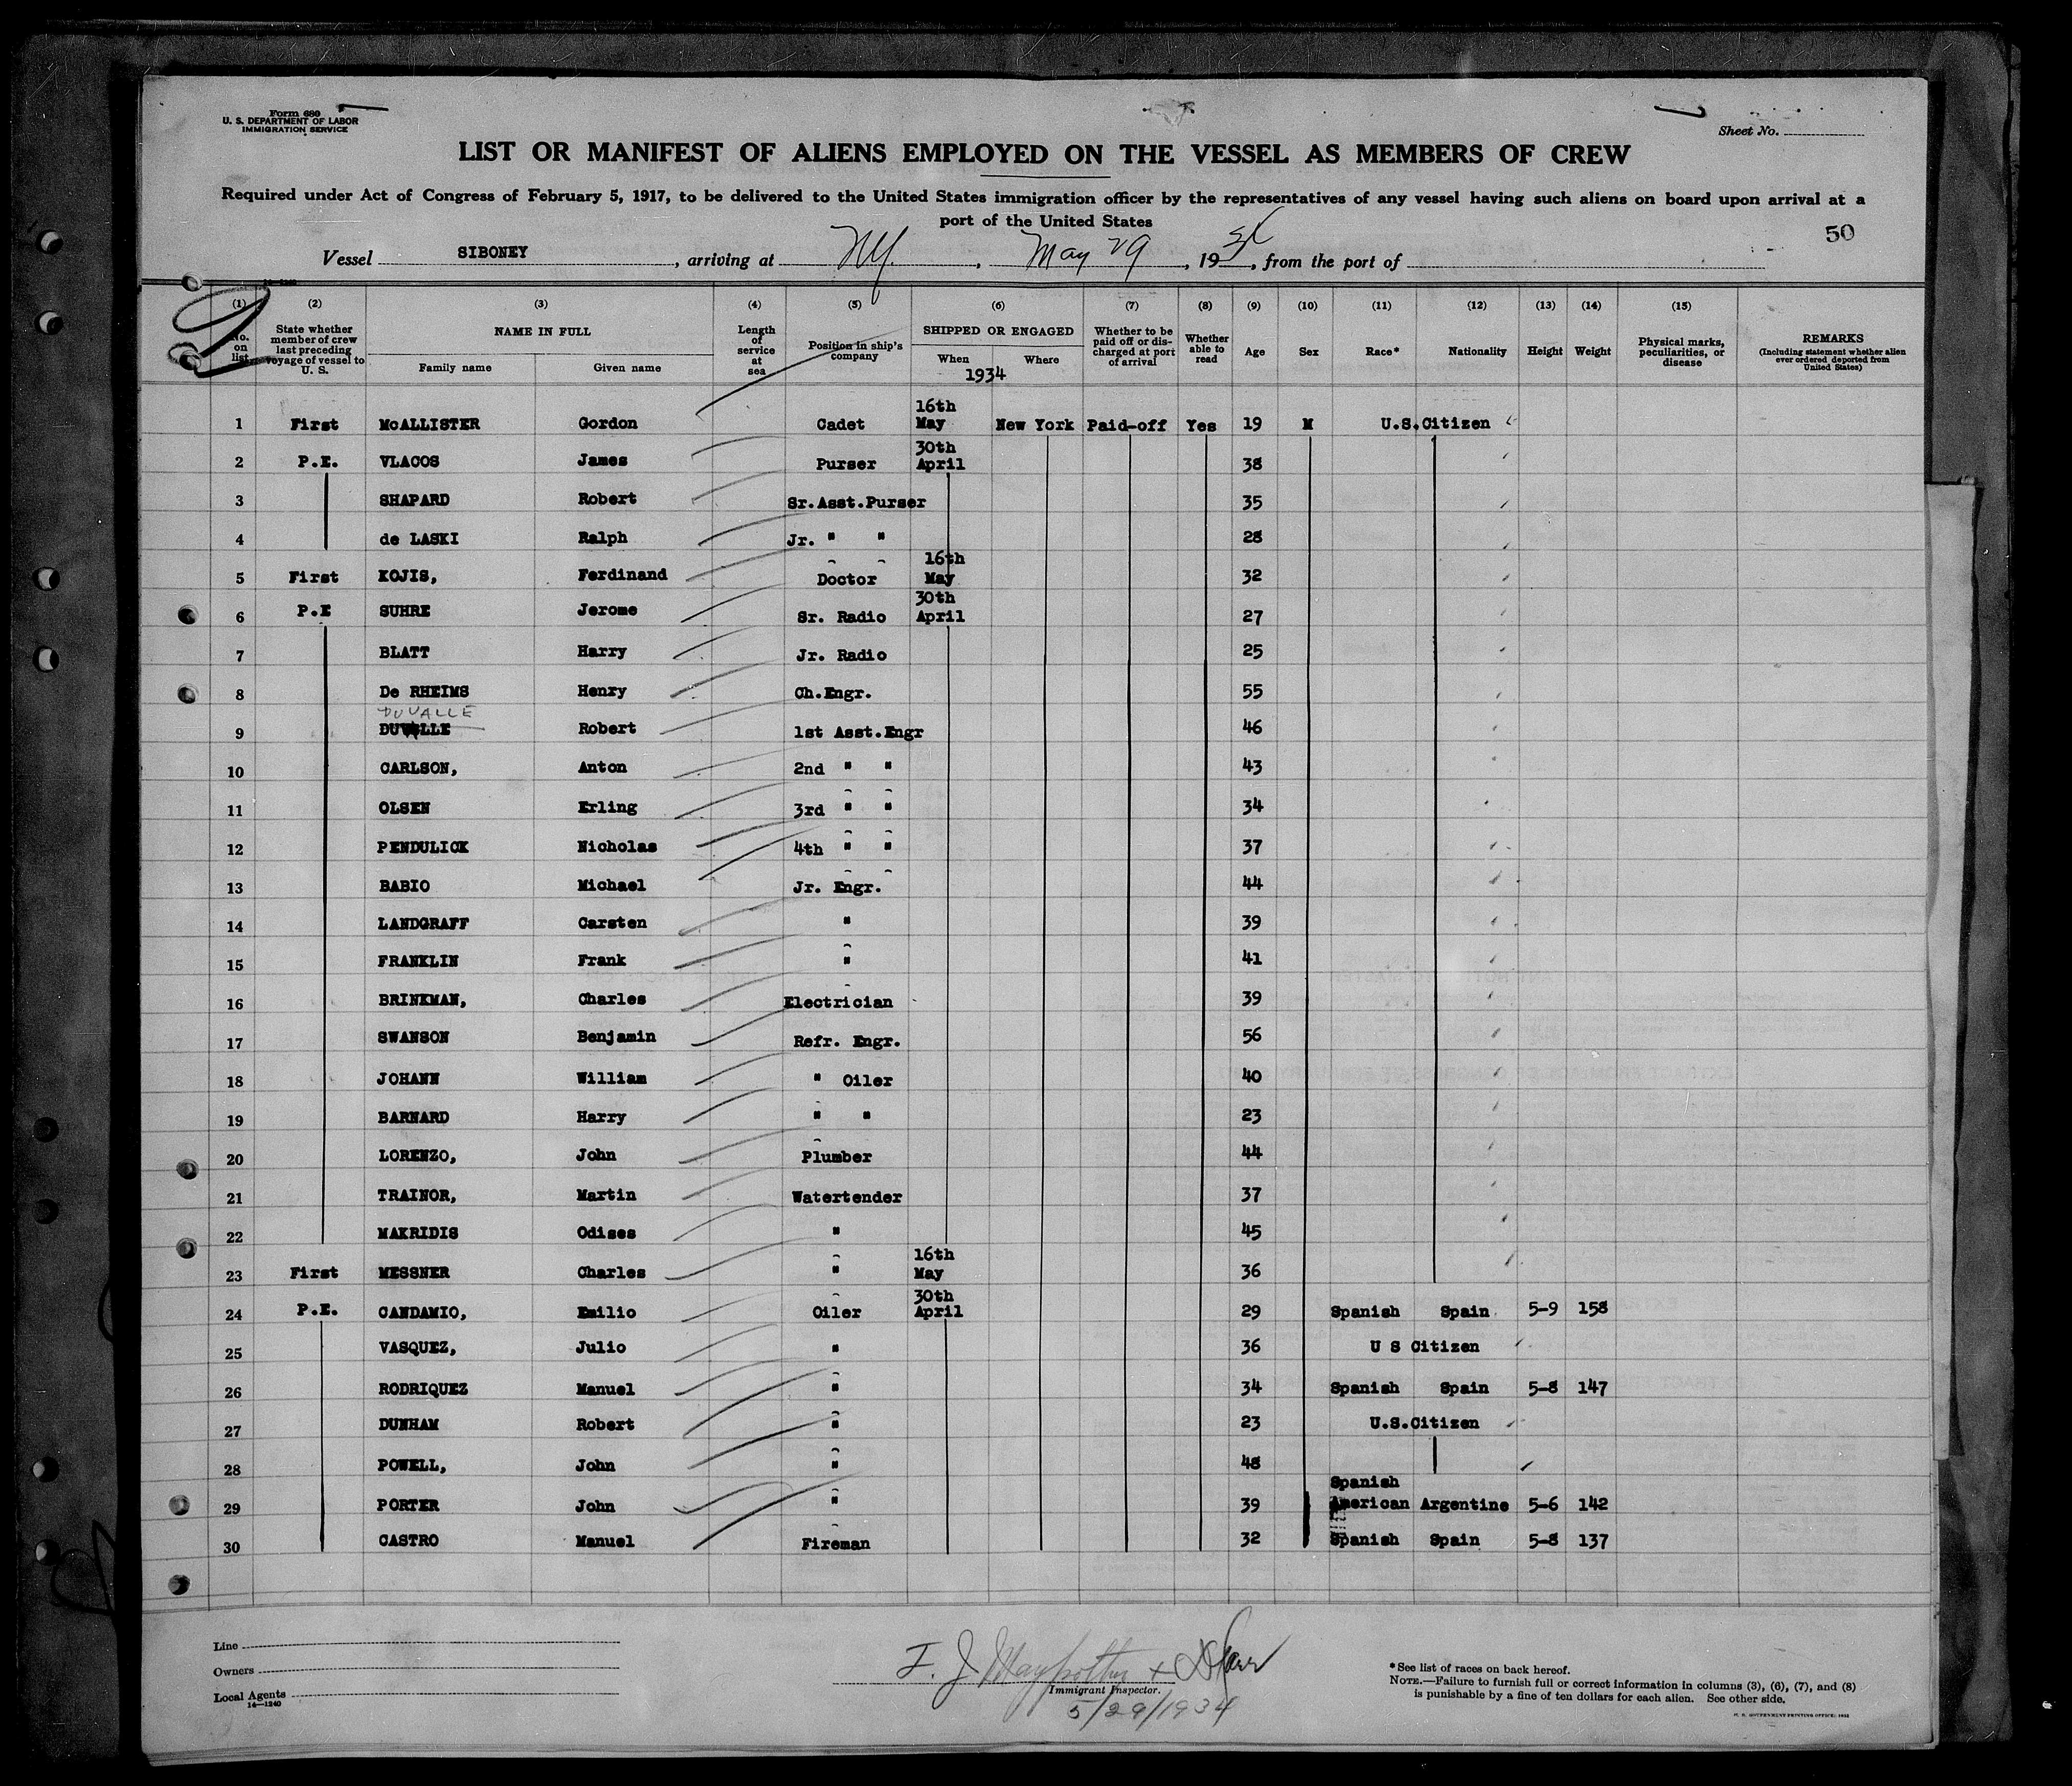 Form 680
U. S. DEPARTMENT OF LABOR
IMMIGRATION SERVICE
Sheet No.
LIST OR MANIFEST OF ALIENS EMPLOYED ON THE VESSEL AS MEMBERS OF CREW
Required under Act of Congress of February 5, 1917, to be delivered to the United States immigration officer by the representatives of any vessel having such aliens on board upon arrival at a
port of the United States
50
Vessel SIBONEY, arriving at NY., May 29, 1934, from the port of
(1) (2) (3) (4) (5) (6) (7) (8) (9) (10) (11) (12) (13) (14) (15)
No. on list
State whether member of crew last preceding voyage of vessel to U. S.
NAME IN FULL
Family name Given name
Length of service at sea
Position in ship's company
SHIPPED OR ENGAGED
When Where
1934
Whether to be paid off or discharged at port of arrival
Whether able to read
Age Sex Race* Nationality Height Weight
Physical marks, peculiarities, or disease
REMARKS
(Including statement whether alien ever ordered deported from United States)
1 First McALLISTER Gordon Cadet 16th May New York Paid-off Yes 19 M U.S.Citizen
2 P.E. VLACOS James Purser 30th April 38
3 SHAPARD Robert Sr.Asst.Purser 35
4 de LASKI Ralph Jr. " " 28
5 First KOJIS, Ferdinand Doctor 16th May 32
6 P.E SUHRE Jerome Sr. Radio 30th April 27
7 BLATT Harry Jr. Radio 25
8 De RHEIMS Henry Ch.Engr. 55
DUVALLE
9 Robert 1st Asst.Engr 46
10 CARLSON, Anton 2nd " " 43
11 OLSEN Erling 3rd " " 34
12 PENDULICK Nicholas 4th " " 37
13 BABIO Michael Jr. Engr. 44
14 LANDGRAFF Carsten " 39
15 FRANKLIN Frank " 41
16 BRINKMAN, Charles Electrician 39
17 SWANSON Benjamin Refr. Engr. 56
18 JOHANN William " Oiler 40
19 BARNARD Harry " " 23
20 LORENZO, John Plumber 44
21 TRAINOR, Martin Watertender 37
22 MAKRIDIS Odises " 45
23 First MESSNER Charles " 16th May 36
24 P.E. CANDAMIO, Emilio Oiler 30th April 29 Spanish Spain 5-9 158
25 VASQUEZ, Julio " 36 U S Citizen
26 RODRIQUEZ Manuel " 34 Spanish Spain 5-8 147
27 DUNHAM Robert " 23 U.S.Citizen
28 POWELL, John " 48
29 PORTER John " 39 Spanish American Argentine 5-6 142
30 CASTRO Manuel Fireman 32 Spanish Spain 5-8 137
Line
Owners
Local Agents
14—1240
F. J.
Immigrant Inspector.
5/29/1934
*See list of races on back hereof.
NOTE.—Failure to furnish full or correct information in columns (3), (6), (7), and (8)
is punishable by a fine of ten dollars for each alien. See other side.